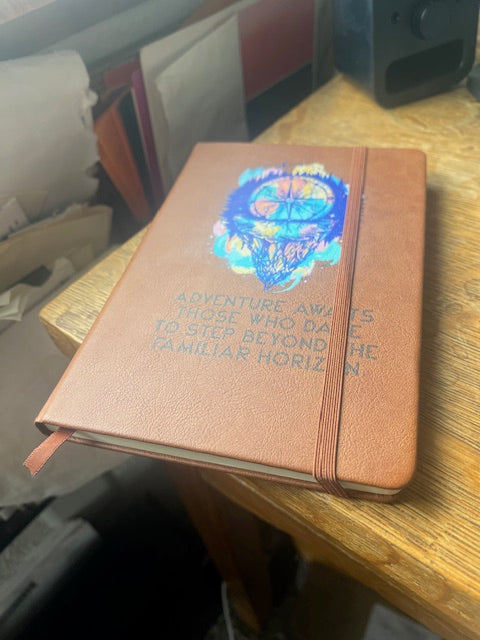 ADVENTURE AWAITS
THOSE WHO DARE
TO STEP BEYOND THE
FAMILIAR HORIZON